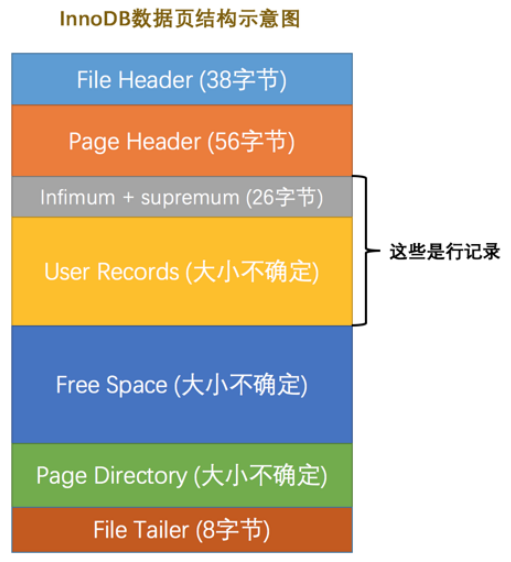 InnoDB数据页结构示意图
File Header (38字节)
Page Header (56字节)
Infimum + supremum (26字节)
User Records (大小不确定)
这些是行记录
Free Space (大小不确定)
Page Directory (大小不确定)
File Tailer (8字节)